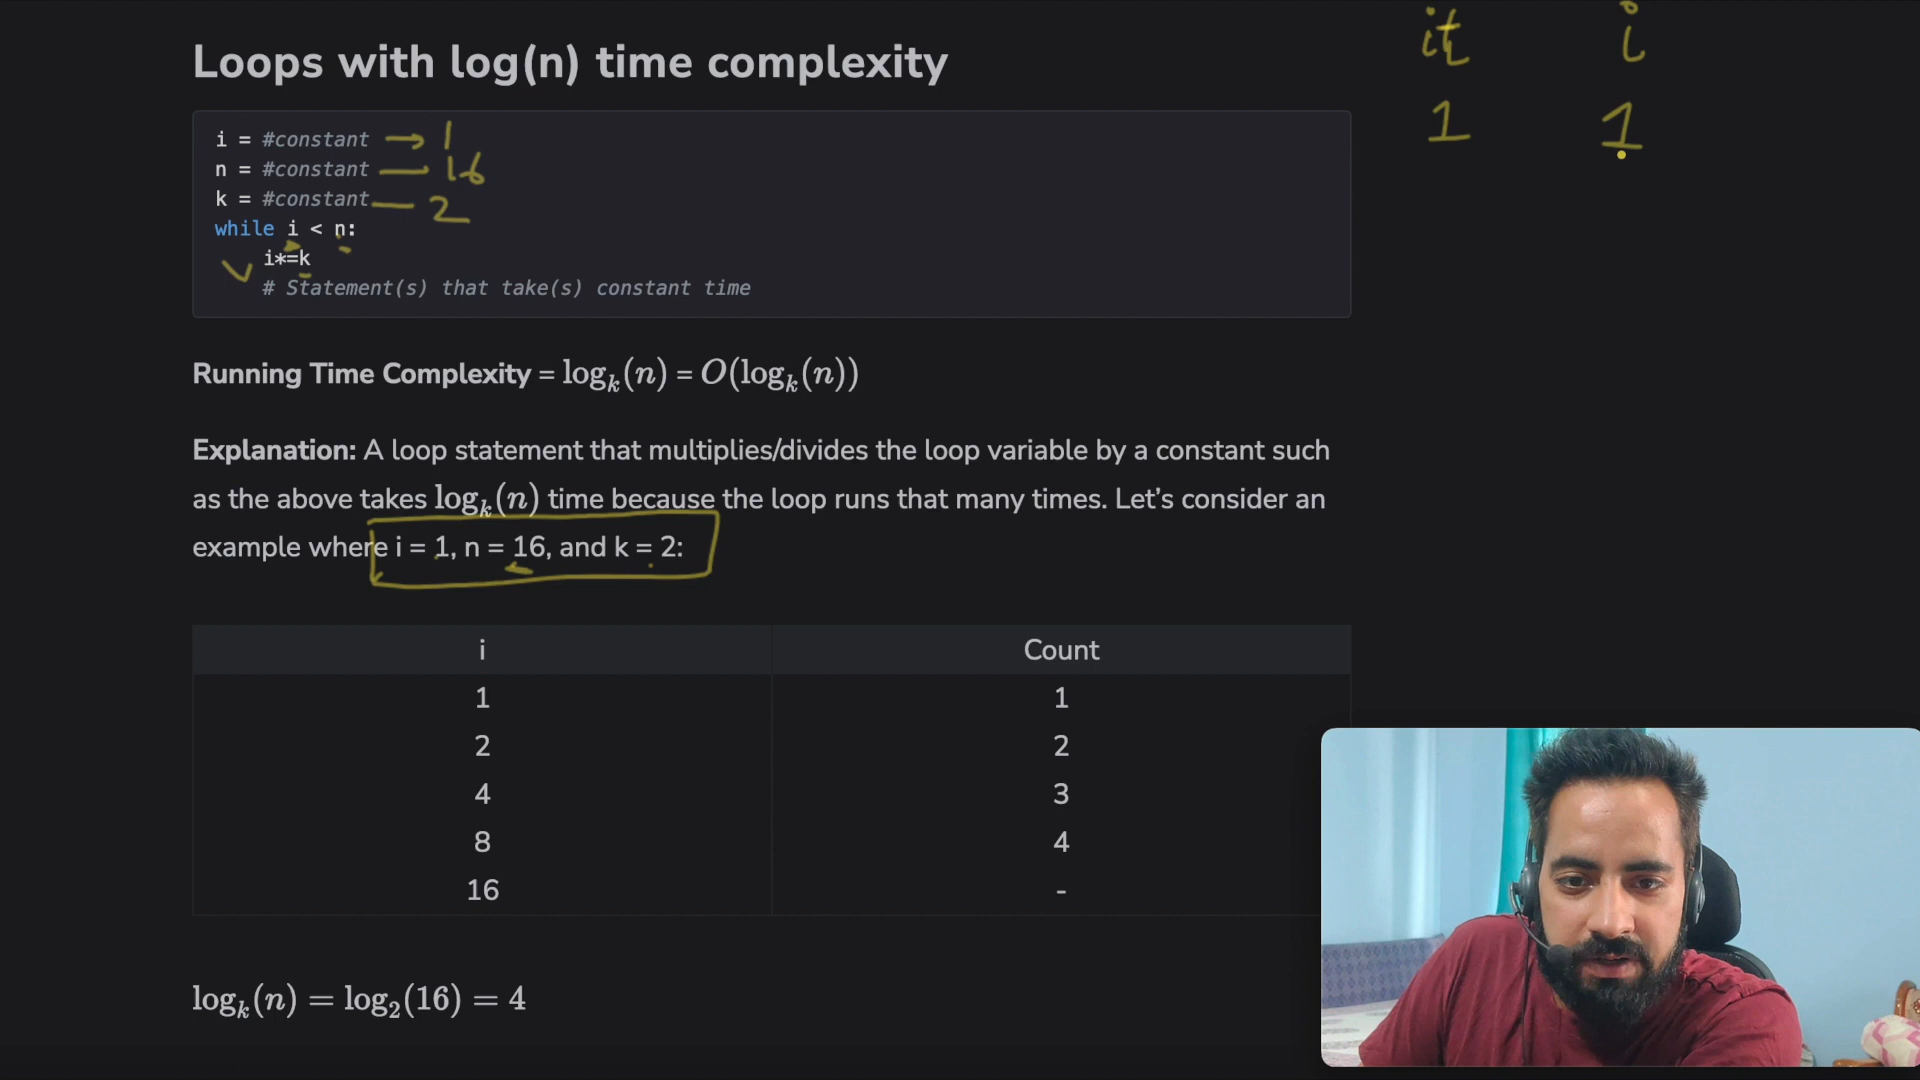 Loops with log(n) time complexity
it i
1 1
i = #constant → 1
n = #constant — 16
k = #constant — 2
while i < n:
i*=k
# Statement(s) that take(s) constant time
Running Time Complexity = logₖ(n) = O(logₖ(n))
Explanation: A loop statement that multiplies/divides the loop variable by a constant such
as the above takes logₖ(n) time because the loop runs that many times. Let’s consider an
example where i = 1, n = 16, and k = 2:
i Count
1 1
2 2
4 3
8 4
16 -
logₖ(n) = log₂(16) = 4